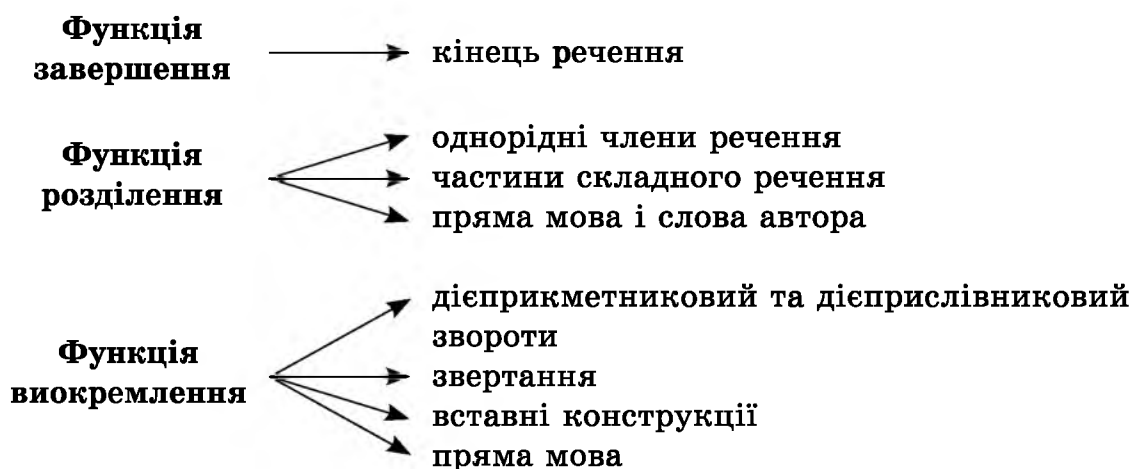 Функція
завершення
кінець речення
Функція
розділення
однорідні члени речення
частини складного речення
пряма мова і слова автора
Функція
виокремлення
дієприкметниковий та дієприслівниковий
звороти
звертання
вставні конструкції
пряма мова